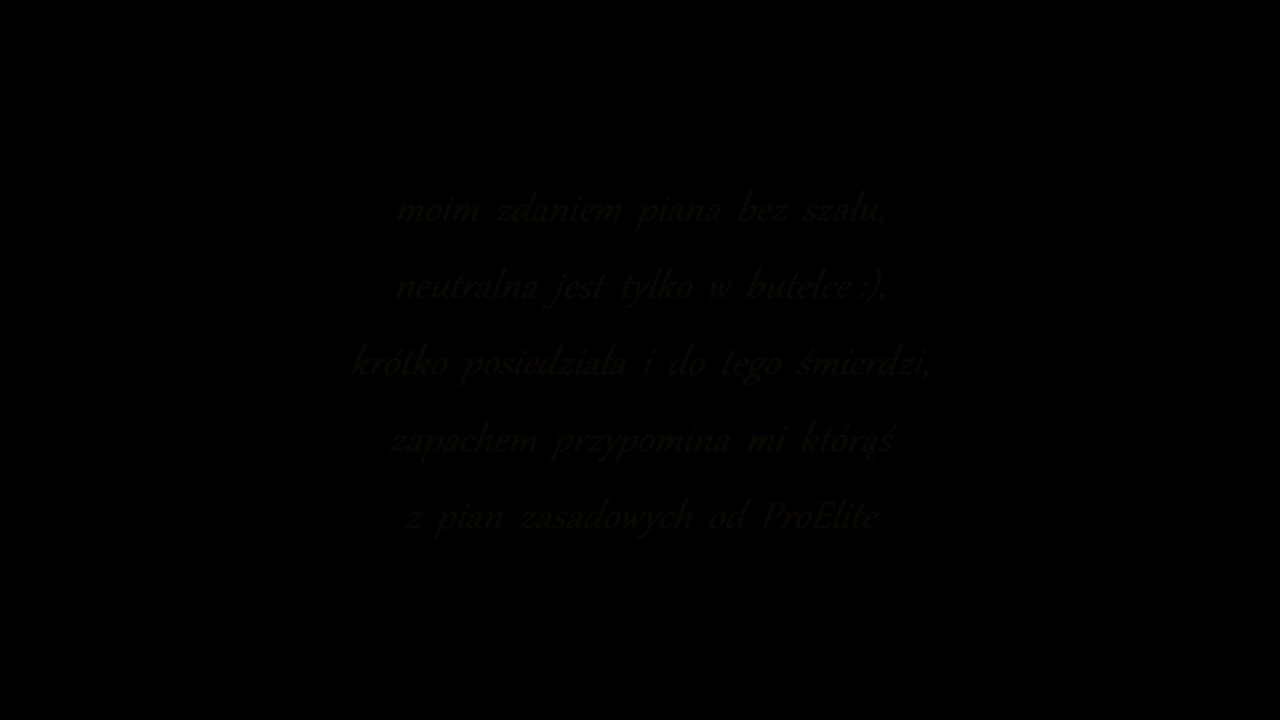 moim zdaniem piana bez szału,
neutralna jest tylko w butelce :),
krótko posiedziała i do tego śmierdzi,
zapachem przypomina mi którąś
z pian zasadowych od ProElite